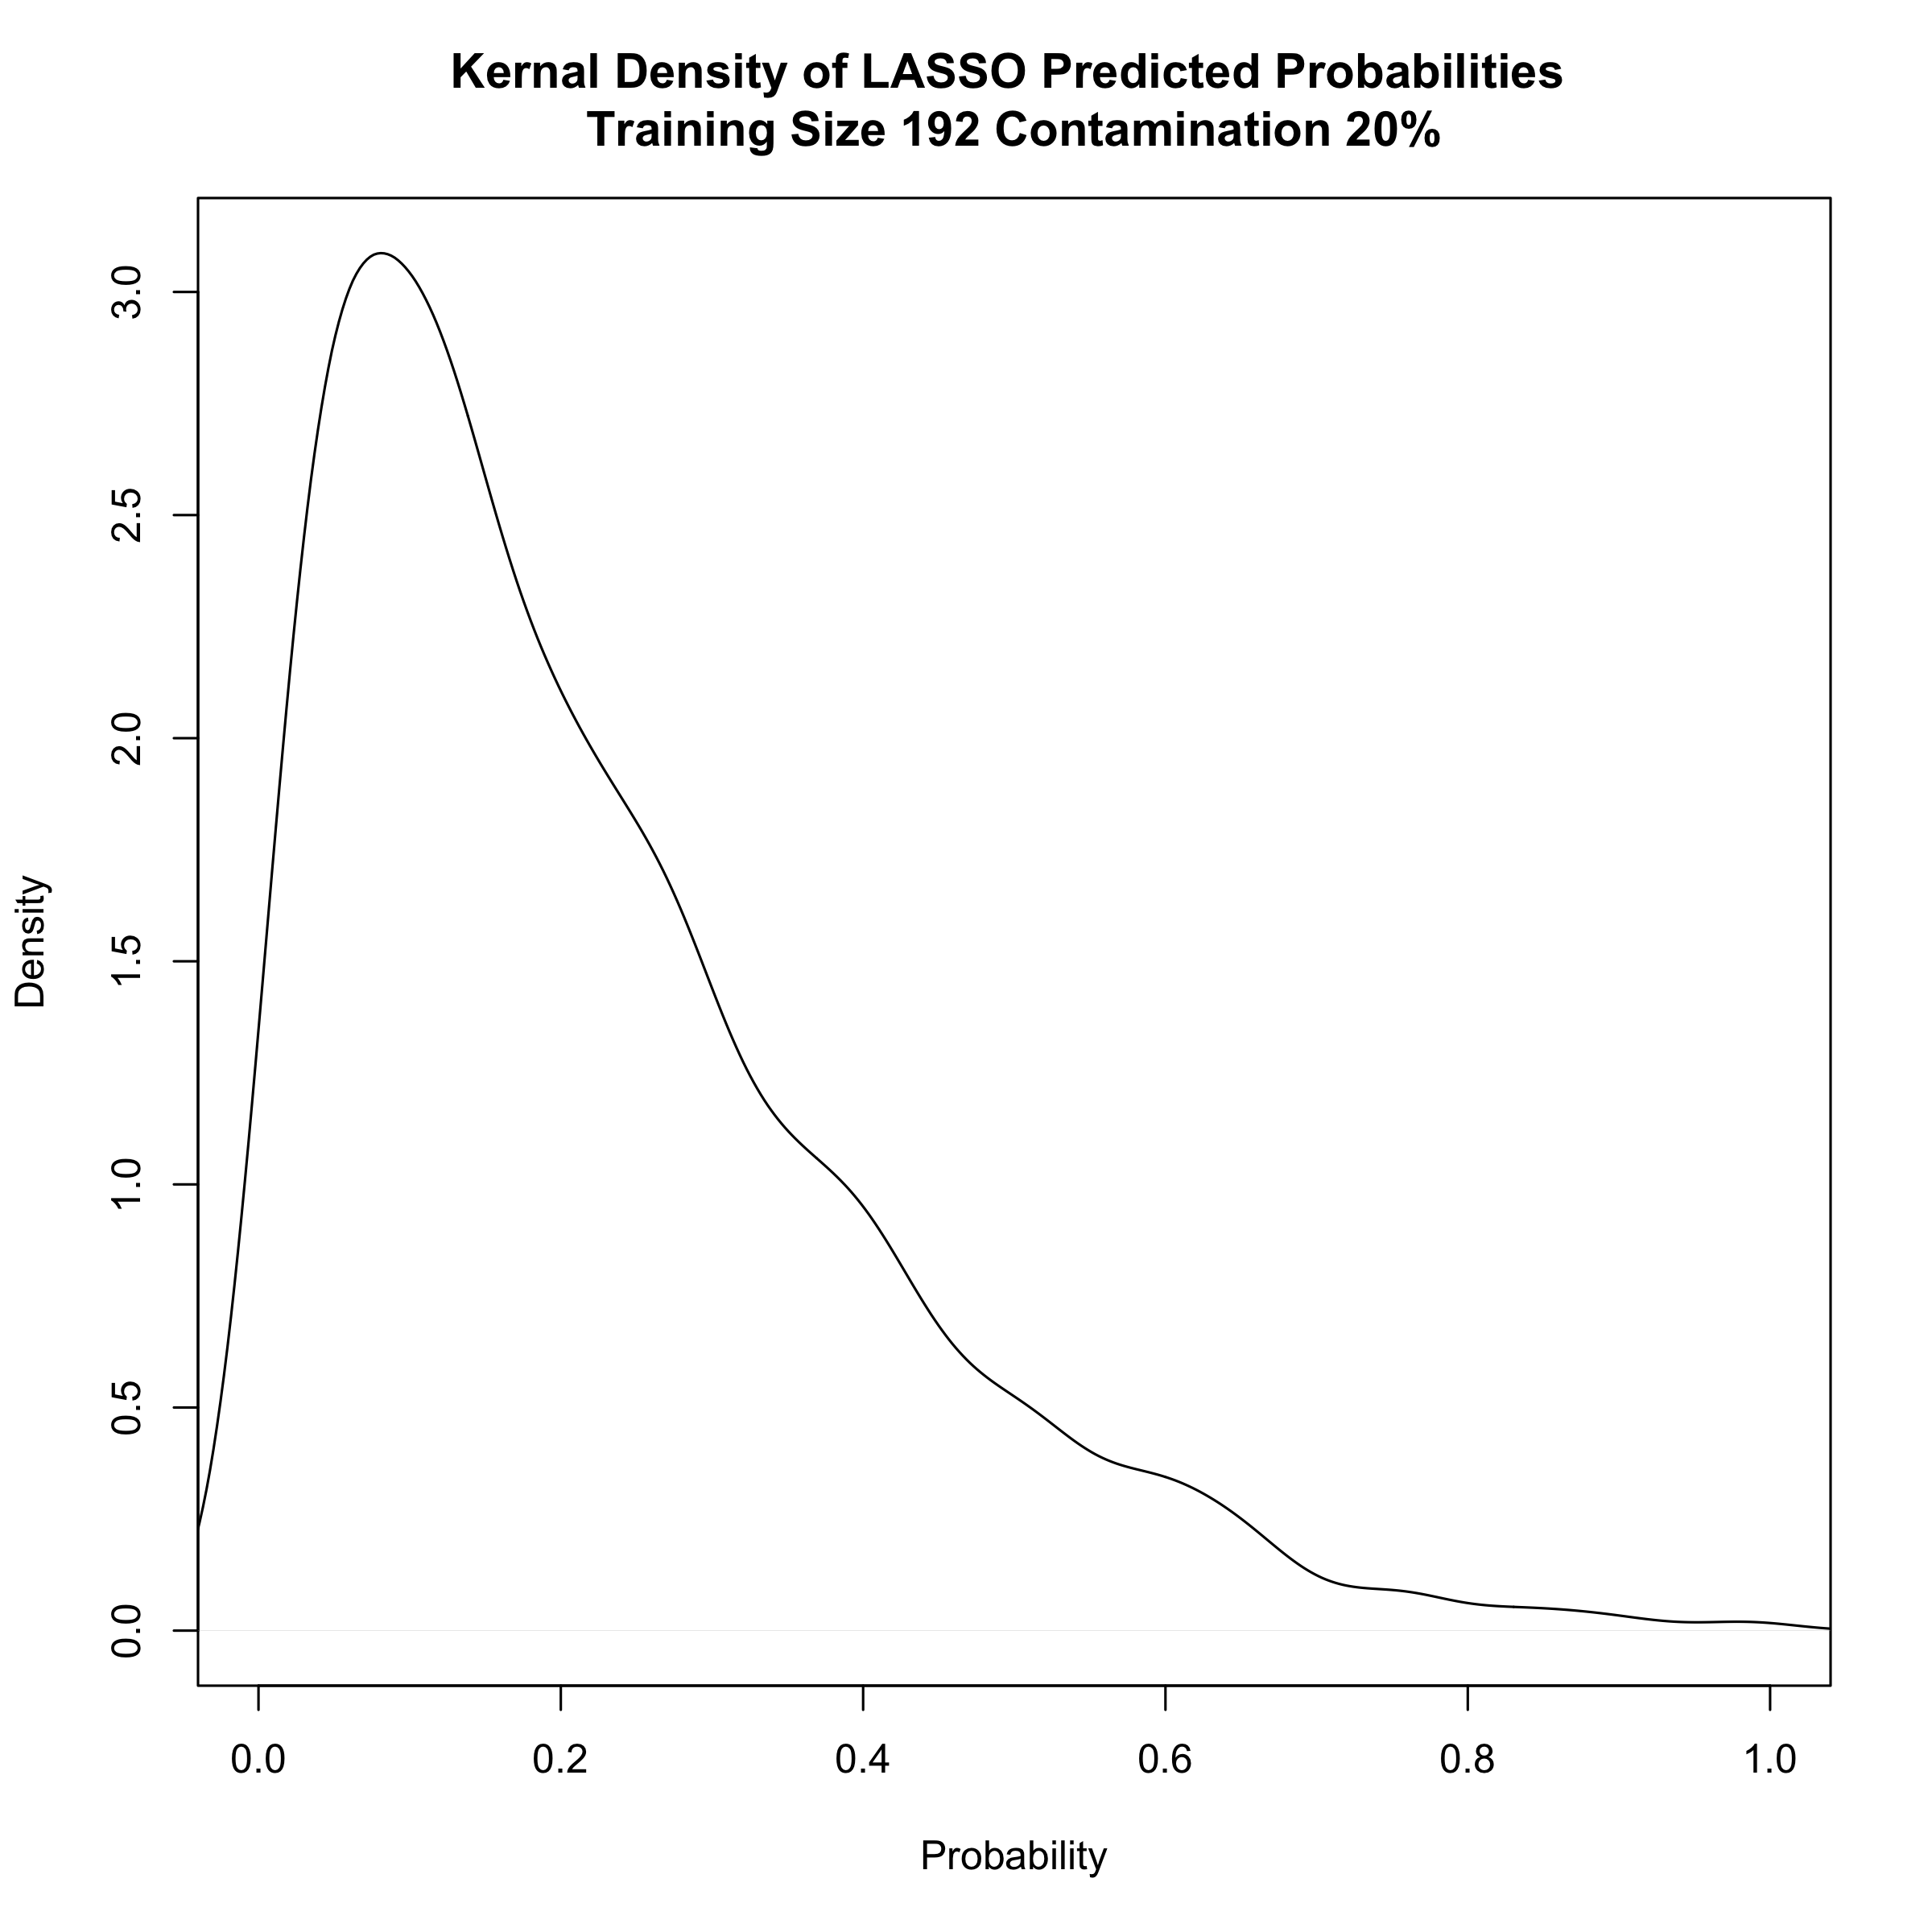 Kernal Density of LASSO Predicted Probabilities
Training Size 192 Contamination 20%
Density
3.0
2.5
2.0
1.5
1.0
0.5
0.0
0.0 0.2 0.4 0.6 0.8 1.0
Probability